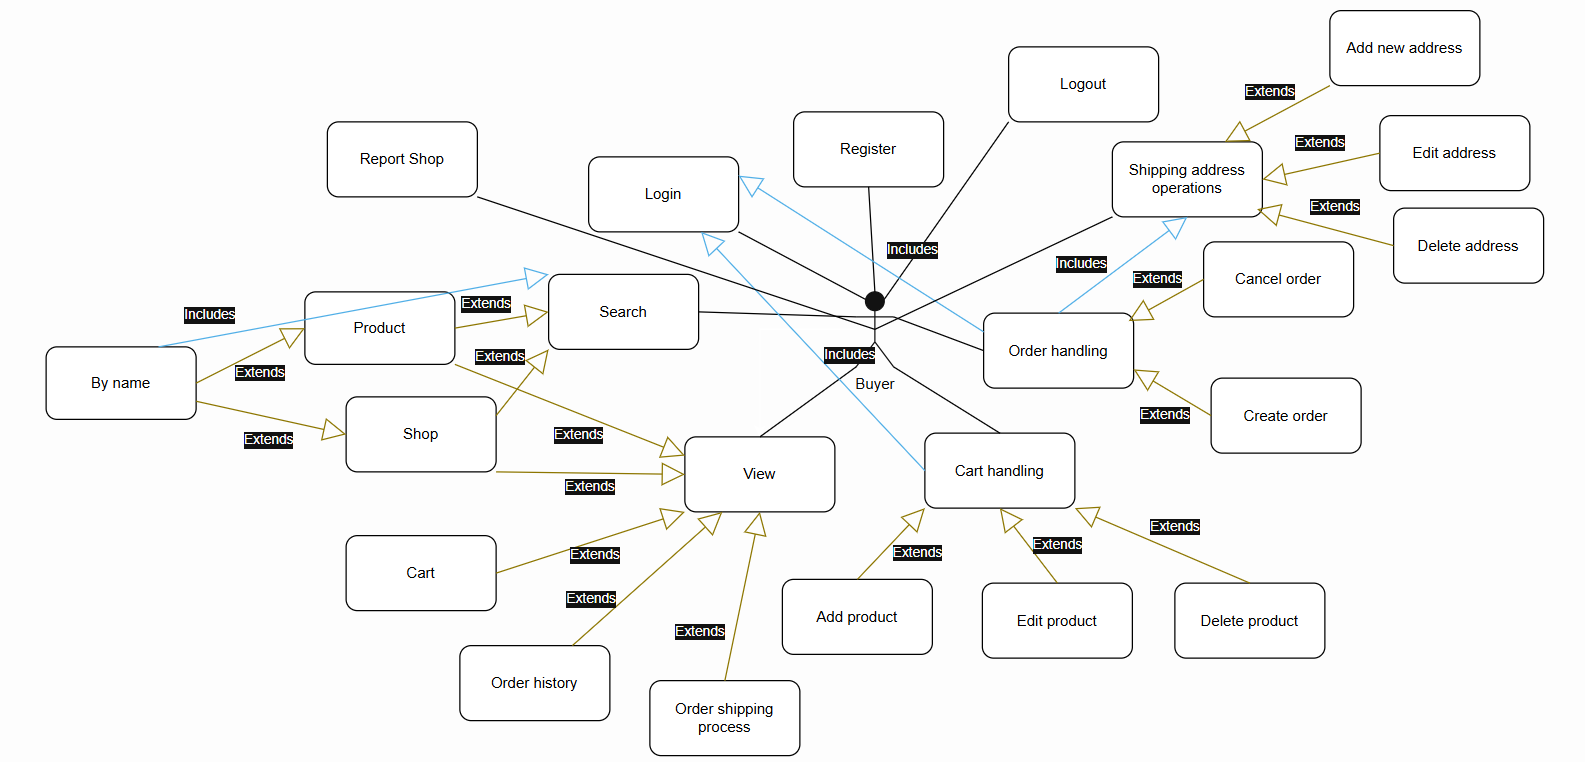 Add new address
Logout
Extends
Register
Edit address
Extends
Report Shop
Shipping address
operations
Login
Extends
Delete address
Includes
Includes
Extends
Cancel order
Includes
Extends
Search
Product
Includes
Extends
Order handling
Extends
By name
Buyer
Extends
Create order
Extends
Shop
Extends
Extends
View
Cart handling
Extends
Extends
Extends
Extends
Extends
Cart
Extends
Add product
Edit product
Delete product
Extends
Order history
Order shipping
process